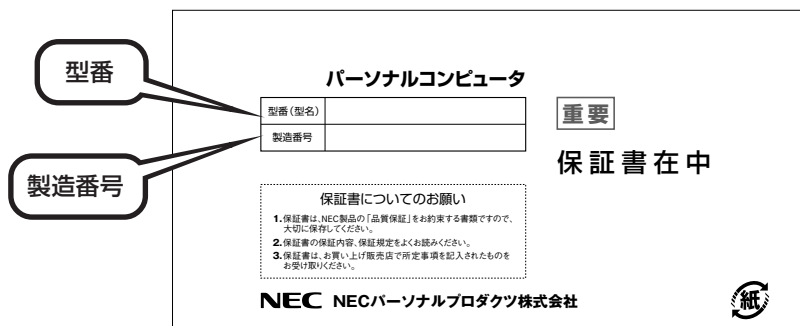 型番
製造番号
パーソナルコンピュータ
型番(型名)
製造番号
重要
保証書在中
保証書についてのお願い
1.保証書は、NEC製品の「品質保証」をお約束する書類ですので、
大切に保存してください。
2.保証書の保証内容、保証規定をよくお読みください。
3.保証書は、お買い上げ販売店で所定事項を記入されたものを
お受け取りください。
NEC NECパーソナルプロダクツ株式会社
紙